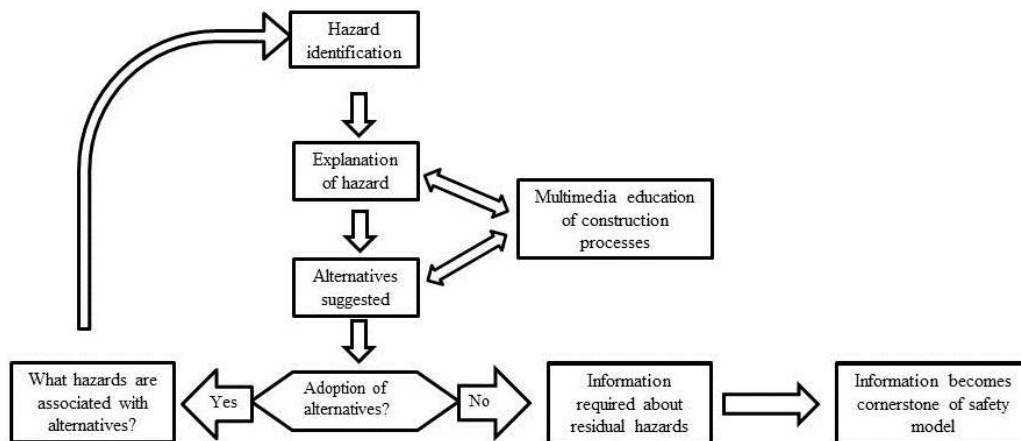 Hazard
identification
Explanation
of hazard
Multimedia education
of construction
processes
Alternatives
suggested
What hazards are
associated with
alternatives?
Yes
Adoption of
alternatives?
No
Information
required about
residual hazards
Information becomes
cornerstone of safety
model